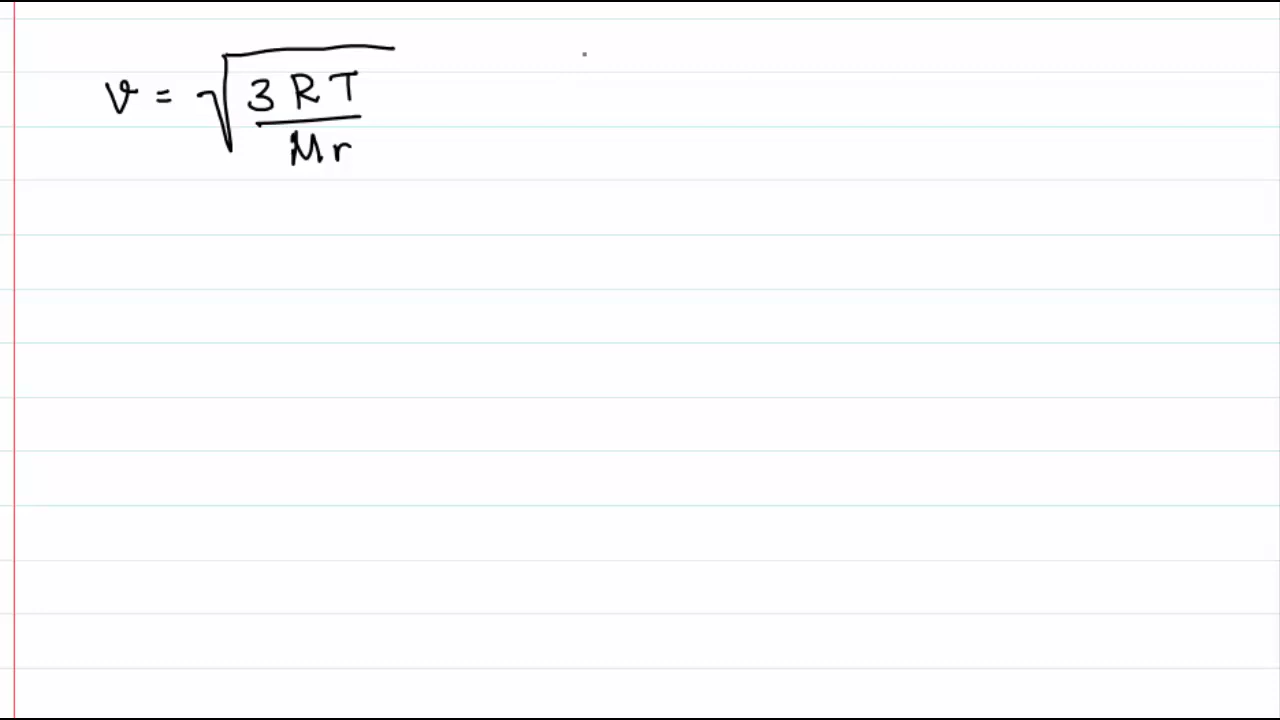 v = √(3RT/Mr)